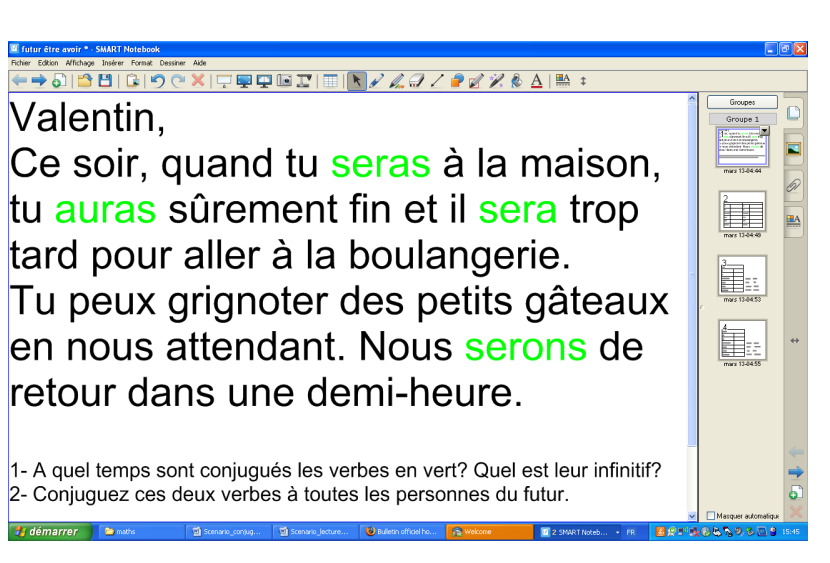 futur être avoir * - SMART Notebook
Fichier Edition Affichage Insérer Format Dessiner Aide
Valentin,
Ce soir, quand tu seras à la maison,
tu auras sûrement fin et il sera trop
tard pour aller à la boulangerie.
Tu peux grignoter des petits gâteaux
en nous attendant. Nous serons de
retour dans une demi-heure.
1- A quel temps sont conjugués les verbes en vert? Quel est leur infinitif?
2- Conjuguez ces deux verbes à toutes les personnes du futur.
Groupes
Groupe 1
mars 13-04:44
2
mars 13-04:49
3
mars 13-04:53
4
mars 13-04:55
Masquer automatiqu
démarrer
maths
Scenario_conjug...
Scenario_lecture...
Bulletin officiel ho...
Welcome
2 SMART Noteb...
FR
15:45